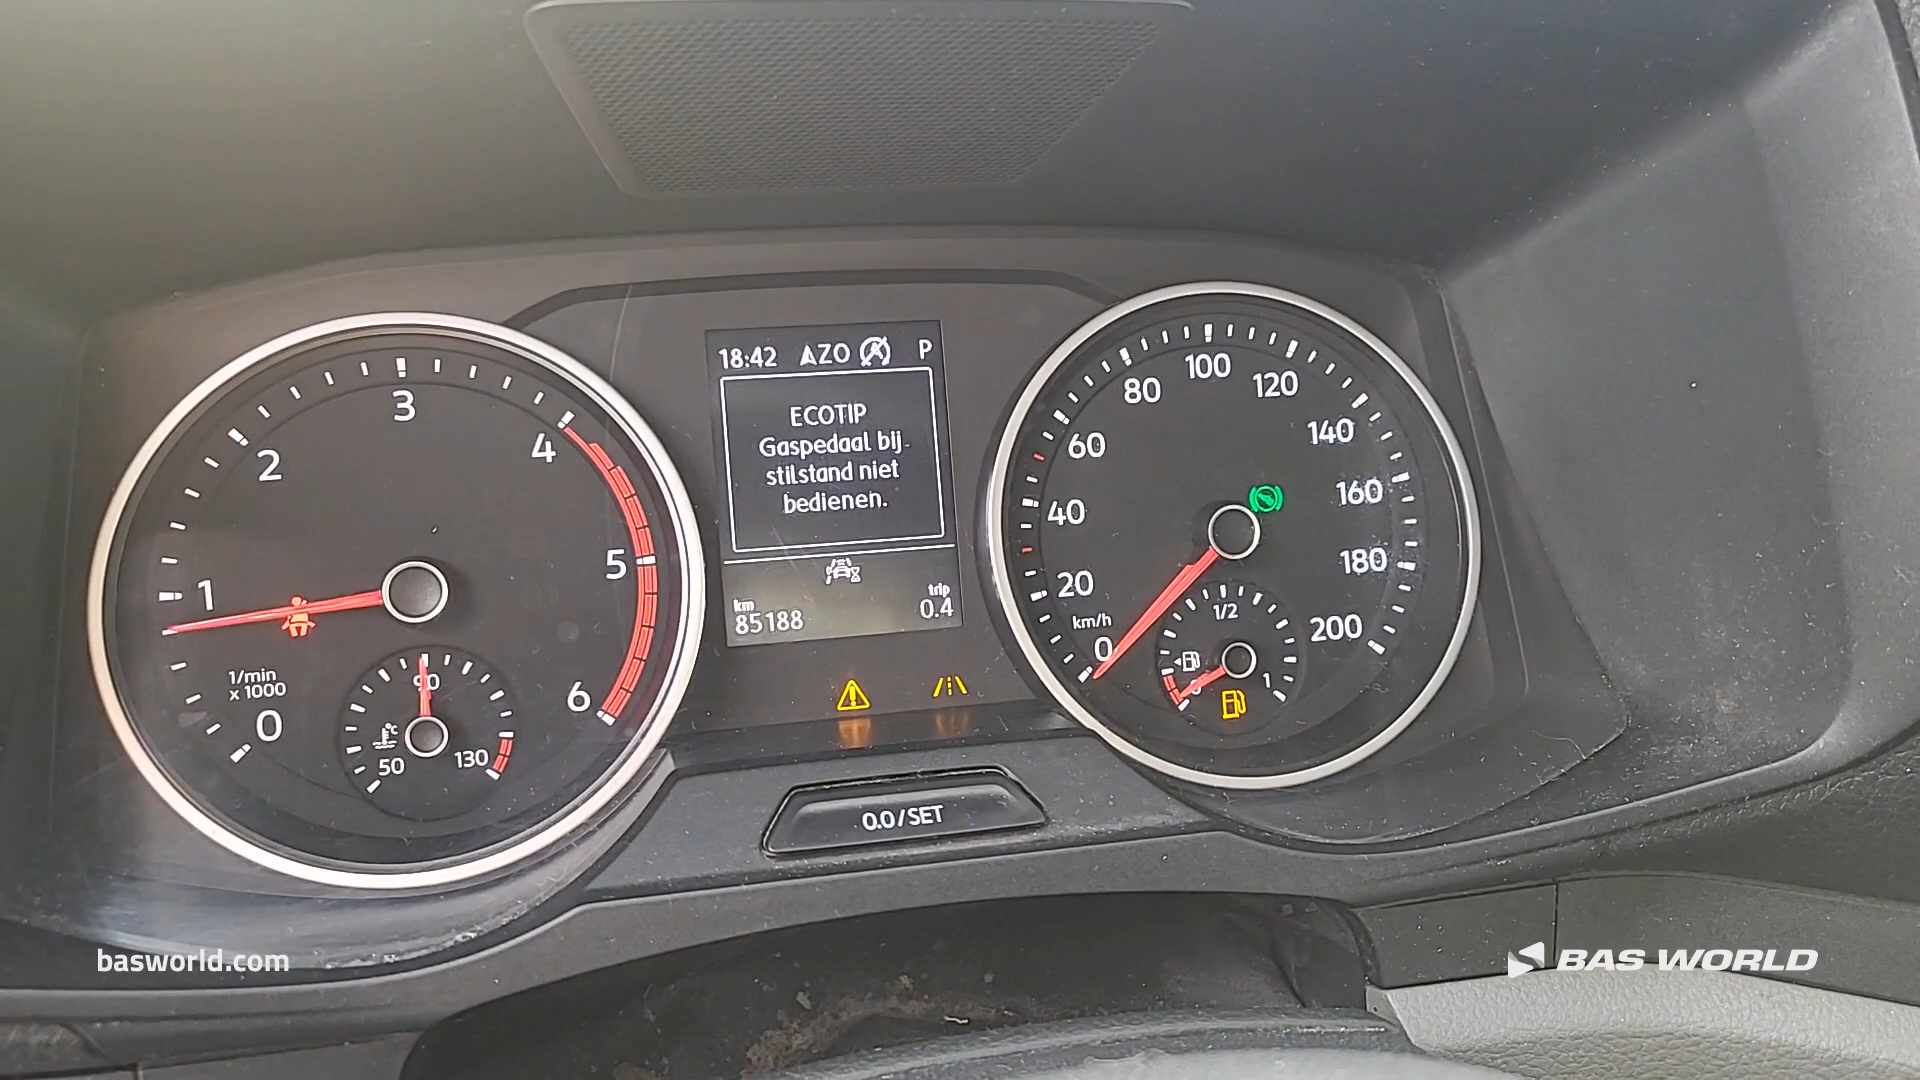 18:42 AZO P
ECOTIP
Gaspedaal bij
stilstand niet
bedienen.
km
85188
trip
0.4
0
1
2
3
4
5
6
1/min
x 1000
50
90
130
°C
0
20
40
60
80
100
120
140
160
180
200
km/h
1/2
1
0.0/SET
basworld.com
BAS WORLD